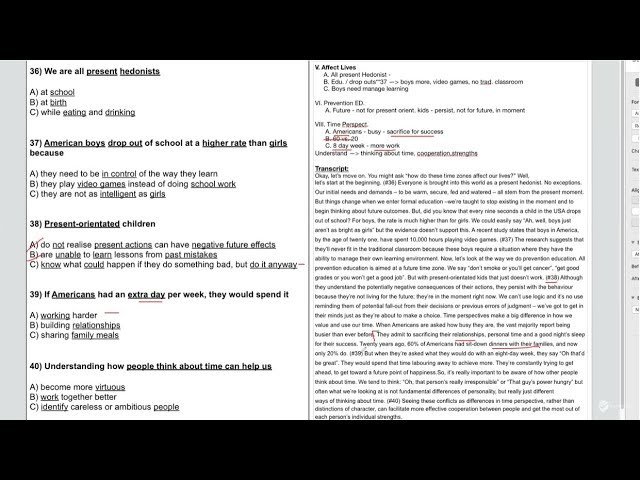 36) We are all present hedonists
A) at school
B) at birth
C) while eating and drinking
37) American boys drop out of school at a higher rate than girls
because
A) they need to be in control of the way they learn
B) they play video games instead of doing school work
C) they are not as intelligent as girls
38) Present-orientated children
A) do not realise present actions can have negative future effects
B) are unable to learn lessons from past mistakes
C) know what could happen if they do something bad, but do it anyway
39) If Americans had an extra day per week, they would spend it
A) working harder
B) building relationships
C) sharing family meals
40) Understanding how people think about time can help us
A) become more virtuous
B) work together better
C) identify careless or ambitious people
V. Affect Lives
A. All present Hedonist -
B. Edu. / drop outs"37 —> boys more, video games, no trad. classroom
C. Boys need manage learning
VI. Prevention ED.
A. Future - not for present orient. kids - persist, not for future, in moment
VIII, Time Perspect.
A. Americans - busy - sacrifice for success
B. 60 vs. 20
C. 8 day week - more work
Understand —> thinking about time, cooperation,strengths
Transcript:
Okay, let's move on. You might ask "how do these time zones affect our lives?" Well,
let's start at the beginning. (#36) Everyone is brought into this world as a present hedonist. No exceptions.
Our initial needs and demands – to be warm, secure, fed and watered – all stem from the present moment.
But things change when we enter formal education –we're taught to stop existing in the moment and to
begin thinking about future outcomes. But, did you know that every nine seconds a child in the USA drops
out of school? For boys, the rate is much higher than for girls. We could easily say "Ah, well, boys just
aren't as bright as girls" but the evidence doesn't support this. A recent study states that boys in America,
by the age of twenty one, have spent 10,000 hours playing video games. (#37) The research suggests that
they'll never fit in the traditional classroom because these boys require a situation where they have the
ability to manage their own learning environment. Now, let's look at the way we do prevention education. All
prevention education is aimed at a future time zone. We say "don't smoke or you'll get cancer", "get good
grades or you won't get a good job". But with present-orientated kids that just doesn't work. (#38) Although
they understand the potentially negative consequences of their actions, they persist with the behaviour
because they're not living for the future; they're in the moment right now. We can't use logic and it's no use
reminding them of potential fall-out from their decisions or previous errors of judgment – we've got to get in
their minds just as they're about to make a choice. Time perspectives make a big difference in how we
value and use our time. When Americans are asked how busy they are, the vast majority report being
busier than ever before. They admit to sacrificing their relationships, personal time and a good night's sleep
for their success. Twenty years ago, 60% of Americans had sit-down dinners with their families, and now
only 20% do. (#39) But when they're asked what they would do with an eight-day week, they say "Oh that'd
be great". They would spend that time labouring away to achieve more. They're constantly trying to get
ahead, to get toward a future point of happiness.So, it's really important to be aware of how other people
think about time. We tend to think: "Oh, that person's really irresponsible" or "That guy's power hungry" but
often what we're looking at is not fundamental differences of personality, but really just different
ways of thinking about time. (#40) Seeing these conflicts as differences in time perspective, rather than
distinctions of character, can facilitate more effective cooperation between people and get the most out of
each person's individual strengths.